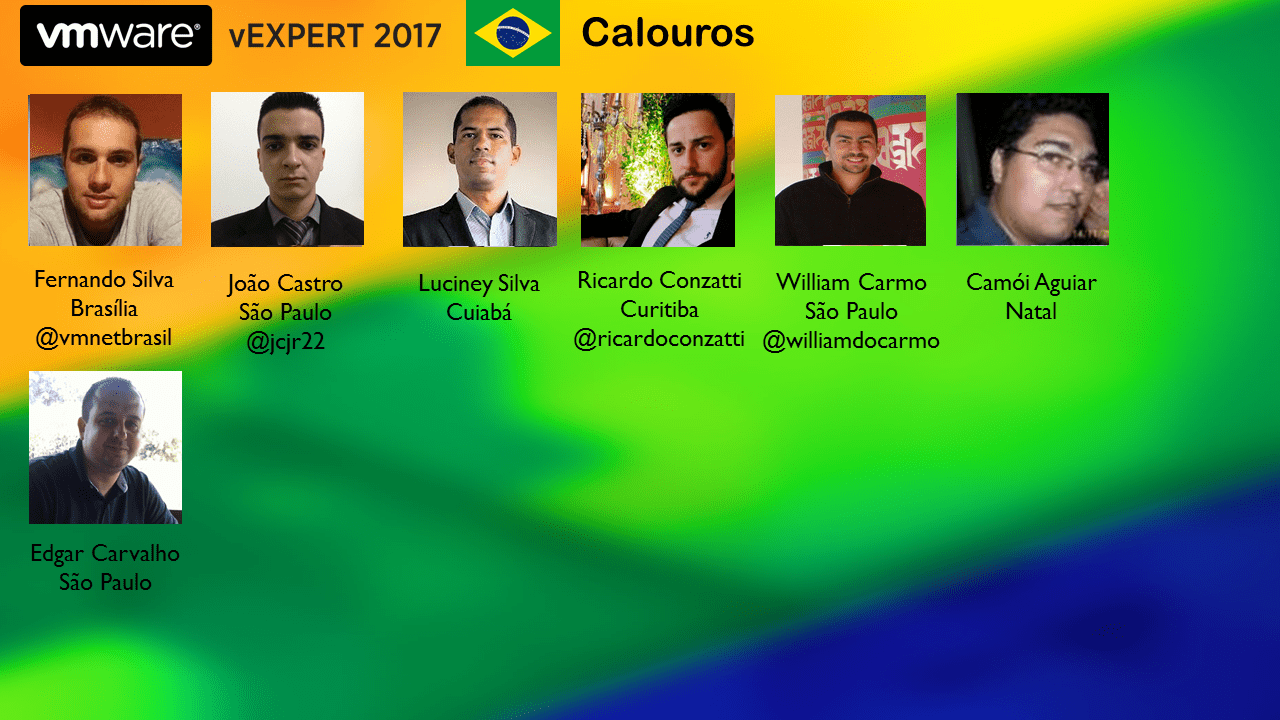 vmware® vEXPERT 2017 Calouros
Fernando Silva
Brasília
@vmnetbrasil
João Castro
São Paulo
@jcjr22
Luciney Silva
Cuiabá
Ricardo Conzatti
Curitiba
@ricardoconzatti
William Carmo
São Paulo
@williamdocarmo
Camói Aguiar
Natal
Edgar Carvalho
São Paulo